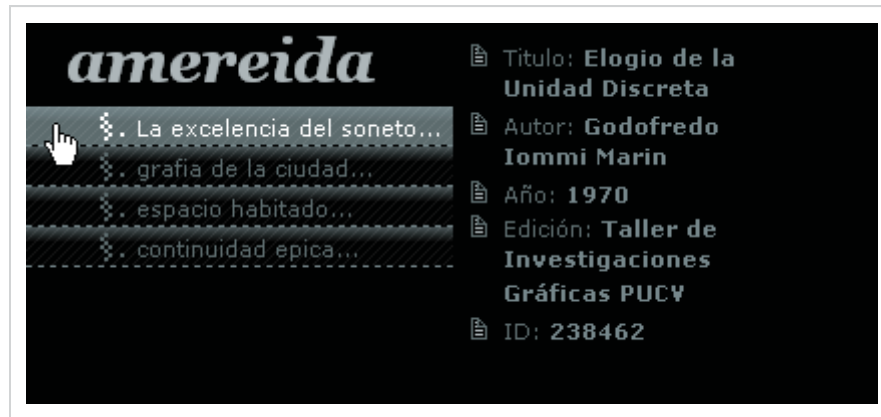 amereida
§. La excelencia del soneto...
§. grafia de la ciudad...
§. espacio habitado...
§. continuidad epica...
Titulo: Elogio de la
Unidad Discreta
Autor: Godofredo
Iommi Marin
Año: 1970
Edición: Taller de
Investigaciones
Gráficas PUCV
ID: 238462